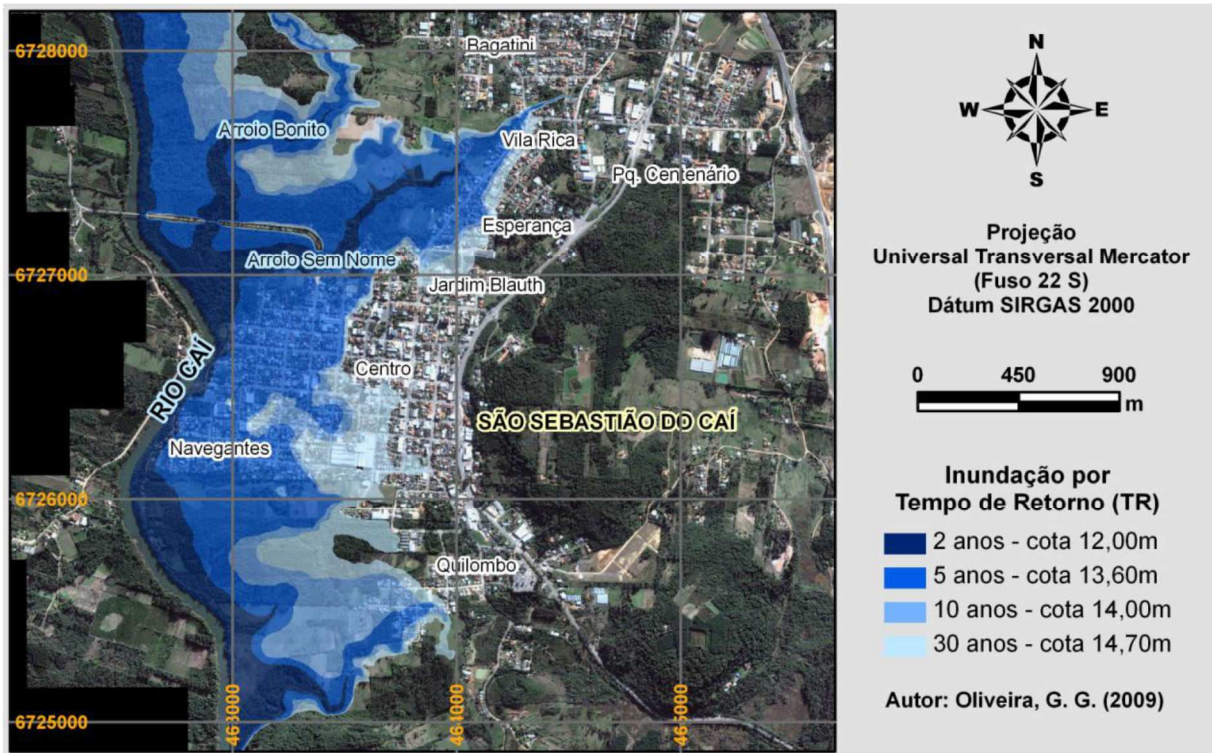 6728000
6727000
6726000
6725000
463000
464000
465000
Bagatini
Arroio Bonito
Vila Rica
Pq. Centenário
Esperança
Arroio Sem Nome
Jardim Blauth
RIO CAÍ
Centro
SÃO SEBASTIÃO DO CAÍ
Navegantes
Quilombo
N
W
E
S
Projeção
Universal Transversal Mercator
(Fuso 22 S)
Dátum SIRGAS 2000
0 450 900
m
Inundação por
Tempo de Retorno (TR)
2 anos - cota 12,00m
5 anos - cota 13,60m
10 anos - cota 14,00m
30 anos - cota 14,70m
Autor: Oliveira, G. G. (2009)